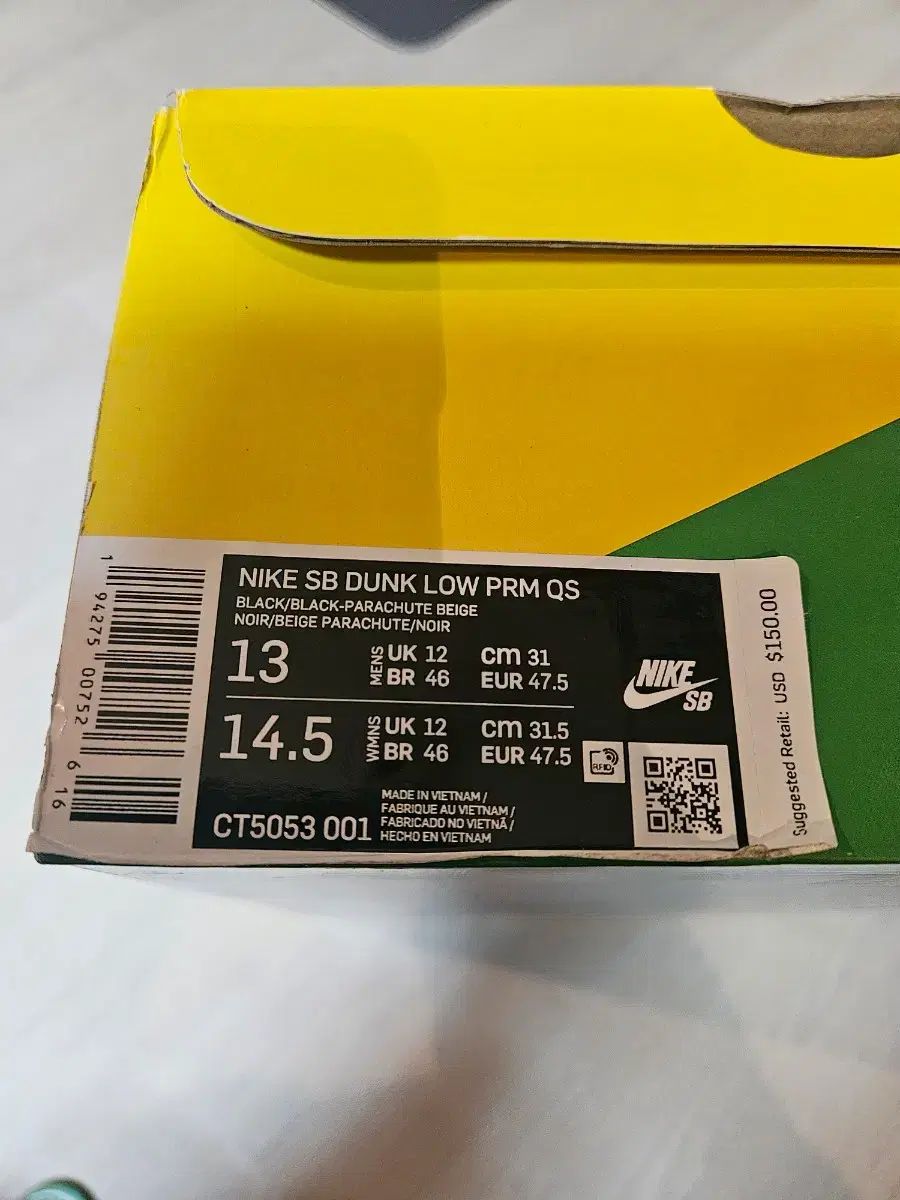 NIKE SB DUNK LOW PRM QS
BLACK/BLACK-PARACHUTE BEIGE
NOIR/BEIGE PARACHUTE/NOIR
13 MENS UK 12 cm 31
BR 46 EUR 47.5
14.5 WMNS UK 12 cm 31.5
BR 46 EUR 47.5
RFID
NIKE
SB
CT5053 001
MADE IN VIETNAM /
FABRIQUE AU VIETNAM /
FABRICADO NO VIETNÃ /
HECHO EN VIETNAM
1 94275 00752 6 16
Suggested Retail: USD $150.00